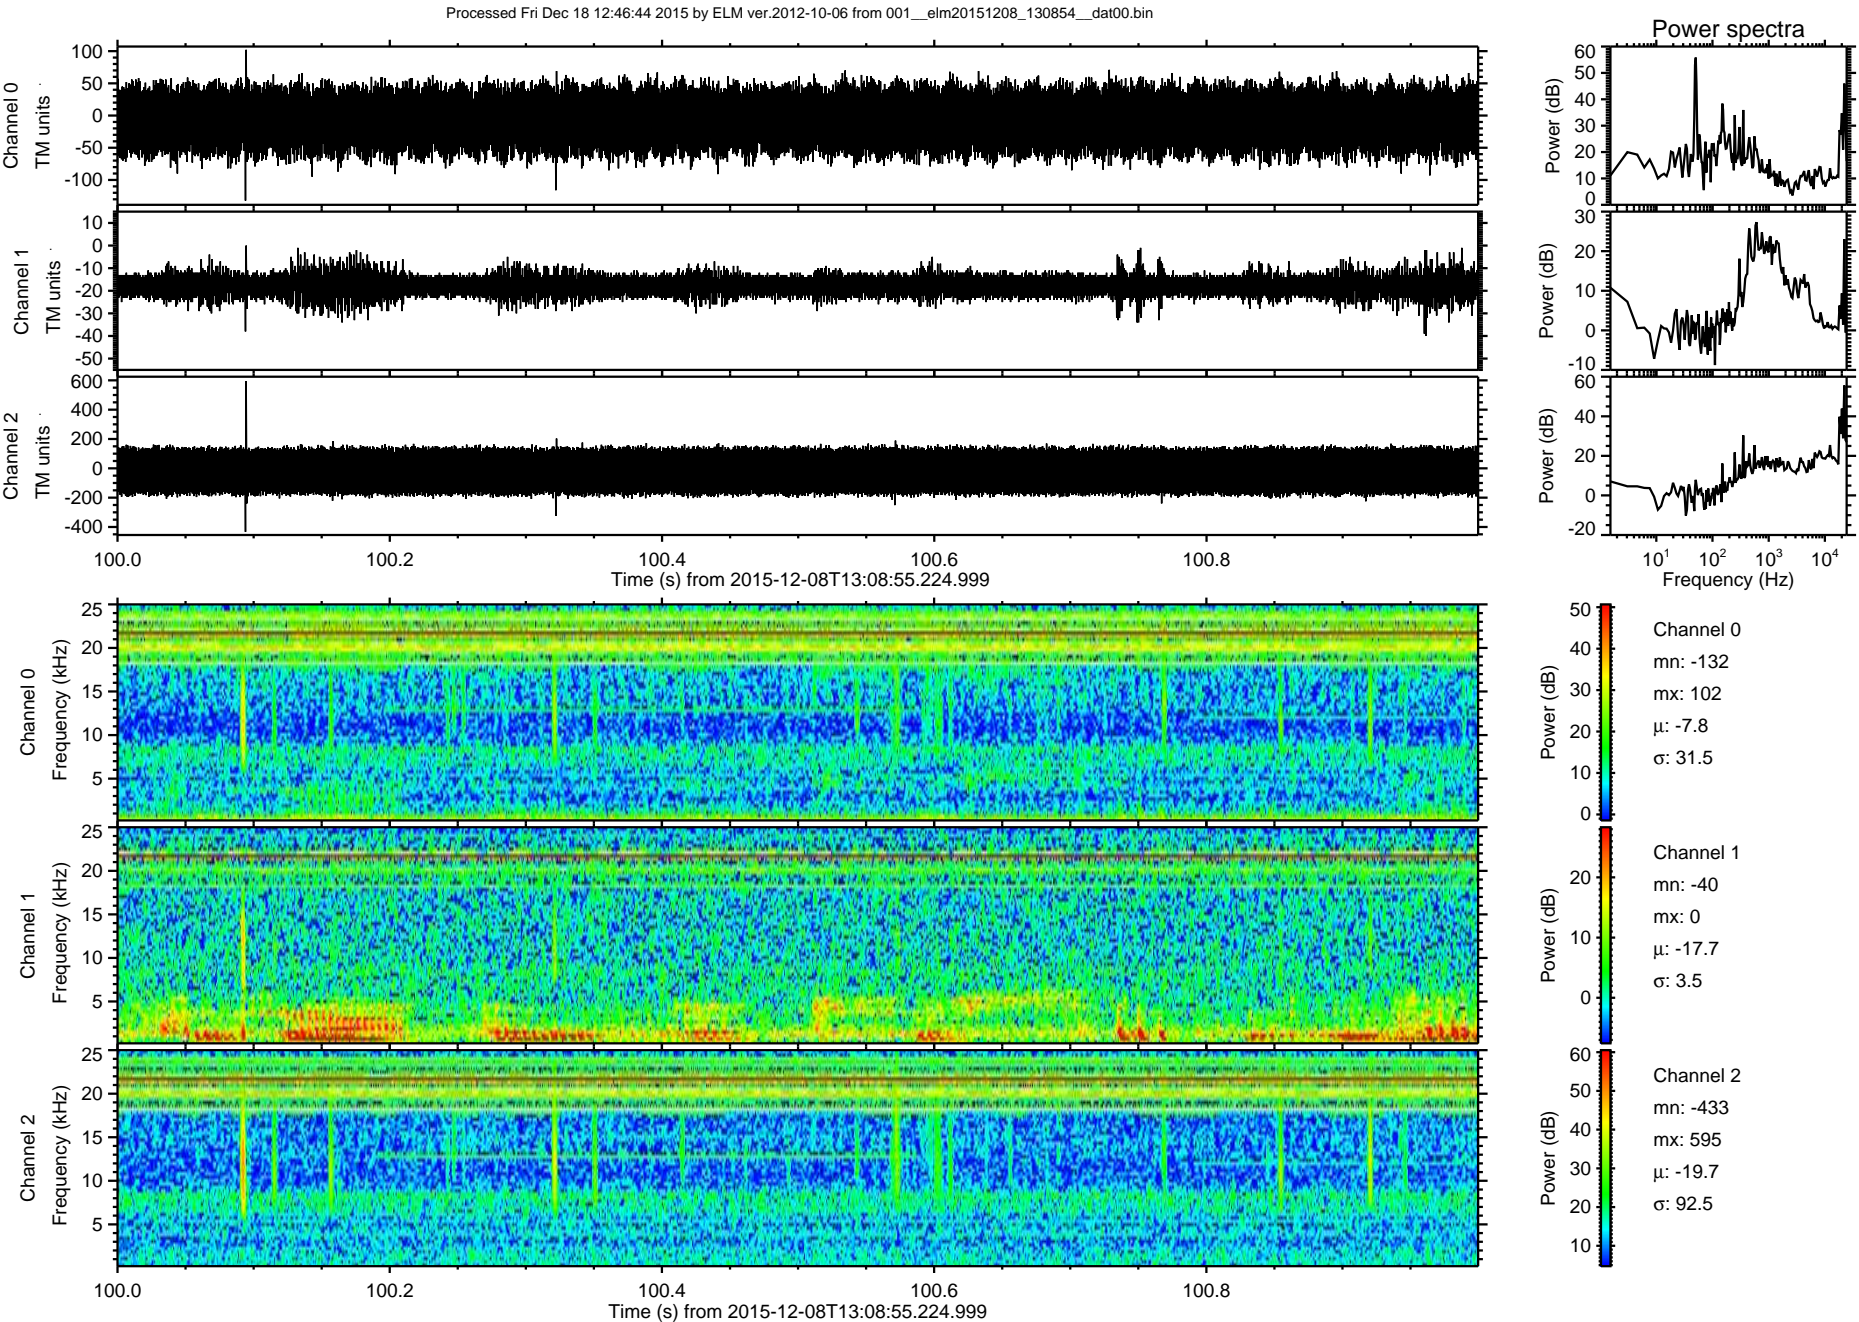 Processed Fri Dec 18 12:46:44 2015 by ELM ver.2012-10-06 from 001__elm20151208_130854__dat00.bin
Power spectra
Channel 0
TM units
100
50
0
-50
-100
Power (dB)
60
50
40
30
20
10
0
Channel 1
TM units
10
0
-10
-20
-30
-40
-50
Power (dB)
30
20
10
0
-10
Channel 2
TM units
600
400
200
0
-200
-400
Power (dB)
60
40
20
0
-20
100.0 100.2 100.4 100.6 100.8
Time (s) from 2015-12-08T13:08:55.224.999
10¹ 10² 10³ 10⁴
Frequency (Hz)
Channel 0
Frequency (kHz)
25
20
15
10
5
Power (dB)
50
40
30
20
10
0
Channel 0
mn: -132
mx: 102
μ: -7.8
σ: 31.5
Channel 1
Frequency (kHz)
25
20
15
10
5
Power (dB)
20
10
0
Channel 1
mn: -40
mx: 0
μ: -17.7
σ: 3.5
Channel 2
Frequency (kHz)
25
20
15
10
5
Power (dB)
60
50
40
30
20
10
Channel 2
mn: -433
mx: 595
μ: -19.7
σ: 92.5
100.0 100.2 100.4 100.6 100.8
Time (s) from 2015-12-08T13:08:55.224.999